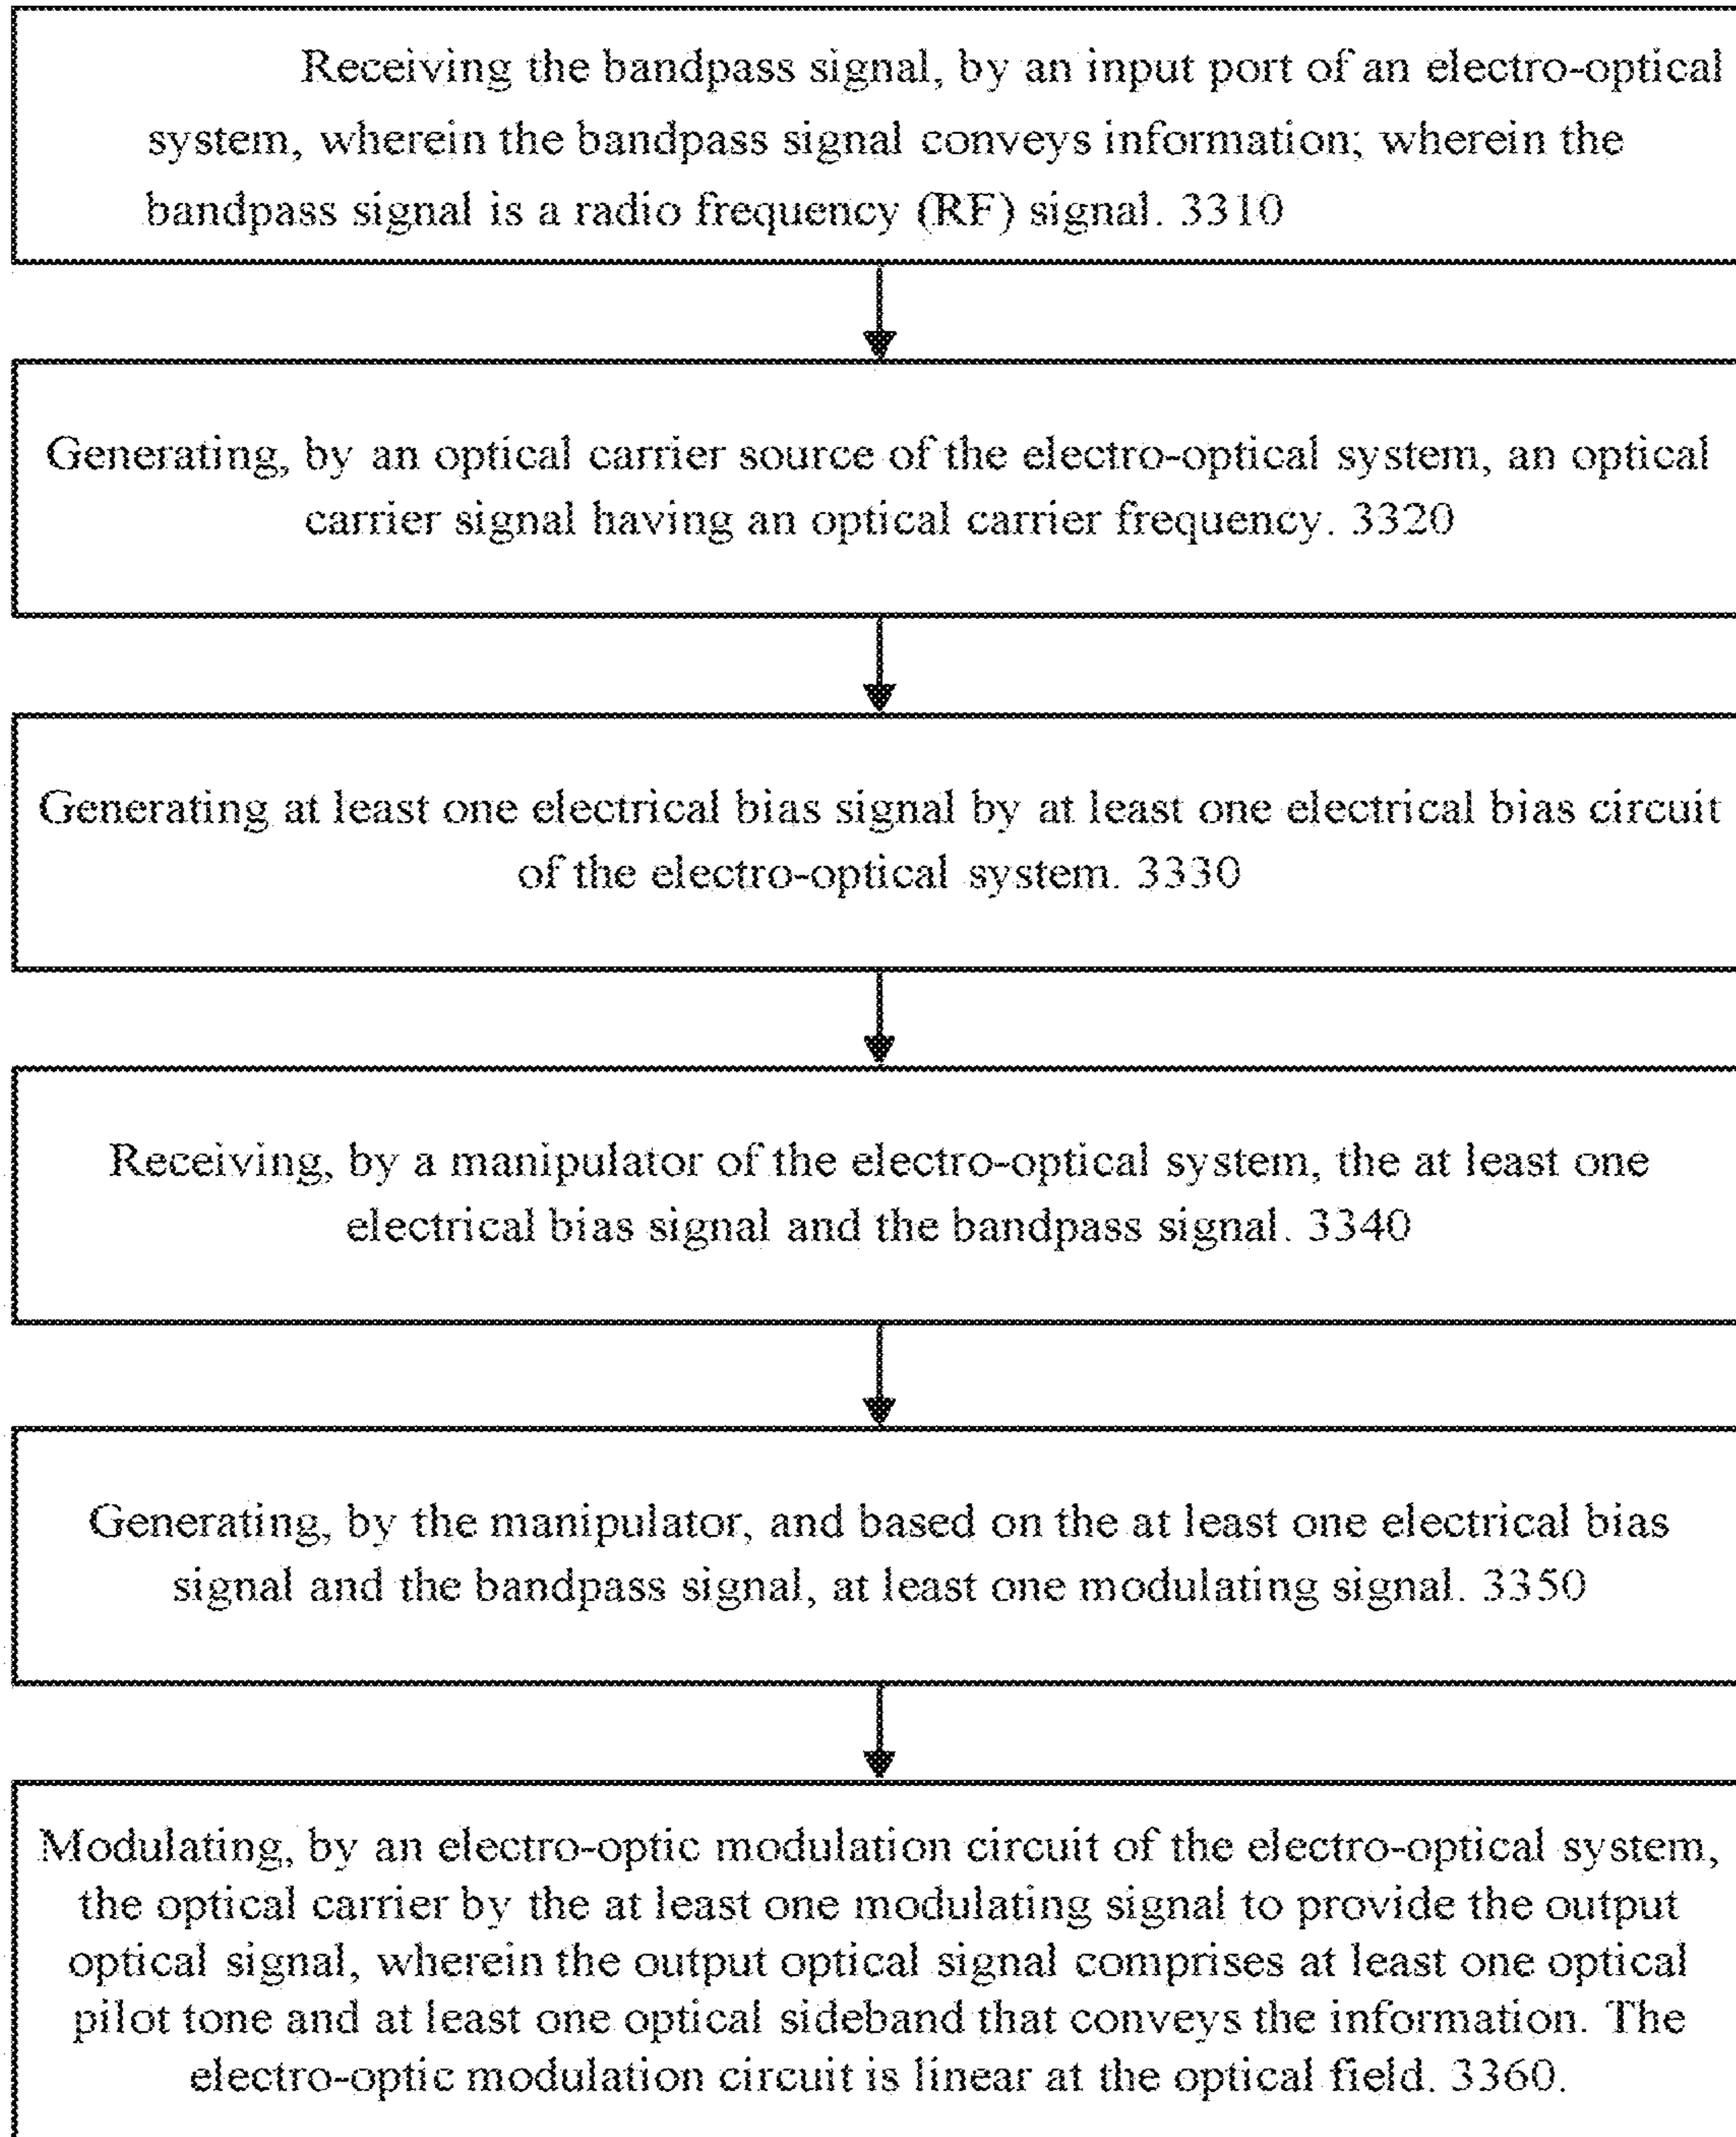 Receiving the bandpass signal, by an input port of an electro-optical
system, wherein the bandpass signal conveys information; wherein the
bandpass signal is a radio frequency (RF) signal. 3310
Generating, by an optical carrier source of the electro-optical system, an optical
carrier signal having an optical carrier frequency. 3320
Generating at least one electrical bias signal by at least one electrical bias circuit
of the electro-optical system. 3330
Receiving, by a manipulator of the electro-optical system, the at least one
electrical bias signal and the bandpass signal. 3340
Generating, by the manipulator, and based on the at least one electrical bias
signal and the bandpass signal, at least one modulating signal. 3350
Modulating, by an electro-optic modulation circuit of the electro-optical system,
the optical carrier by the at least one modulating signal to provide the output
optical signal, wherein the output optical signal comprises at least one optical
pilot tone and at least one optical sideband that conveys the information. The
electro-optic modulation circuit is linear at the optical field. 3360.